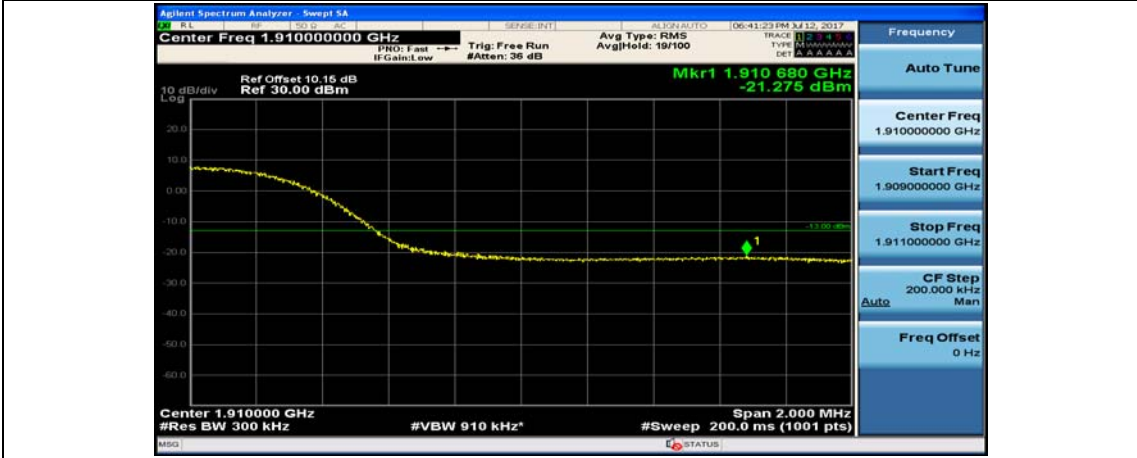 Agilent Spectrum Analyzer - Swept SA
RL RF 50 Ω AC SENSE:INT ALIGN AUTO 06:41:23 PM Jul 12, 2017
Center Freq 1.910000000 GHz
PNO: Fast
IFGain:Low
Trig: Free Run
#Atten: 36 dB
Avg Type: RMS
Avg|Hold: 19/100
TRACE 1 2 3 4 5 6
TYPE M
DET A A A A A A
Frequency
Ref Offset 10.15 dB
10 dB/div Ref 30.00 dBm
Log
Mkr1 1.910 680 GHz
-21.275 dBm
20.0
10.0
0.00
-10.0
-20.0
-30.0
-40.0
-50.0
-60.0
-13.00 dBm
1
Center 1.910000 GHz Span 2.000 MHz
#Res BW 300 kHz #VBW 910 kHz* #Sweep 200.0 ms (1001 pts)
MSG STATUS
Auto Tune
Center Freq
1.910000000 GHz
Start Freq
1.909000000 GHz
Stop Freq
1.911000000 GHz
CF Step
200.000 kHz
Auto Man
Freq Offset
0 Hz